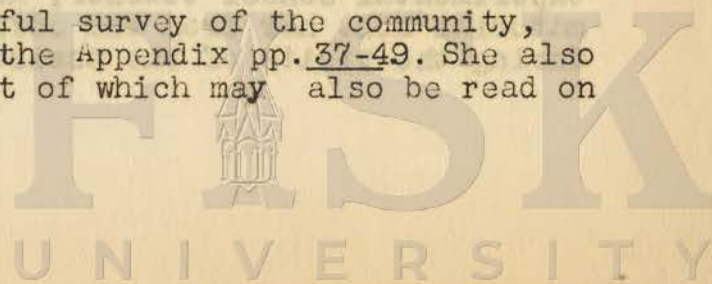 ful survey of the community,
the Appendix pp. 37-49. She also
t of which may also be read on
FISK
UNIVERSITY